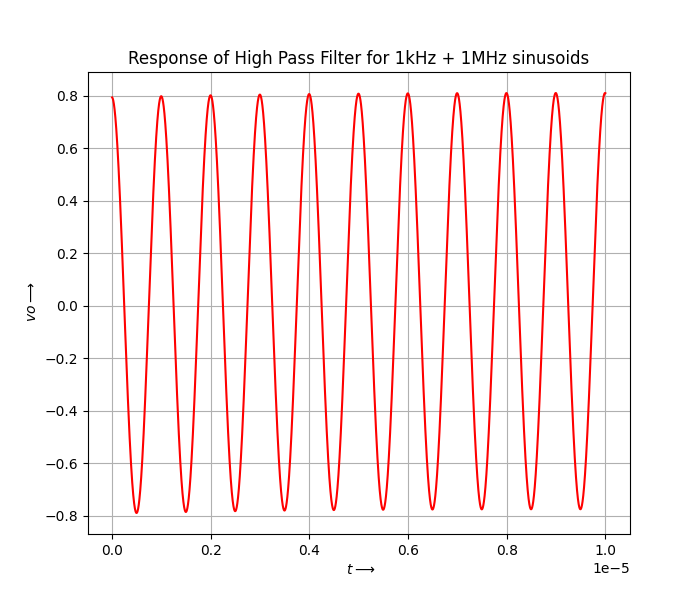 Response of High Pass Filter for 1kHz + 1MHz sinusoids
0.8
0.6
0.4
0.2
0.0
−0.2
−0.4
−0.6
−0.8
vo⟶
0.0 0.2 0.4 0.6 0.8 1.0
1e−5
t⟶